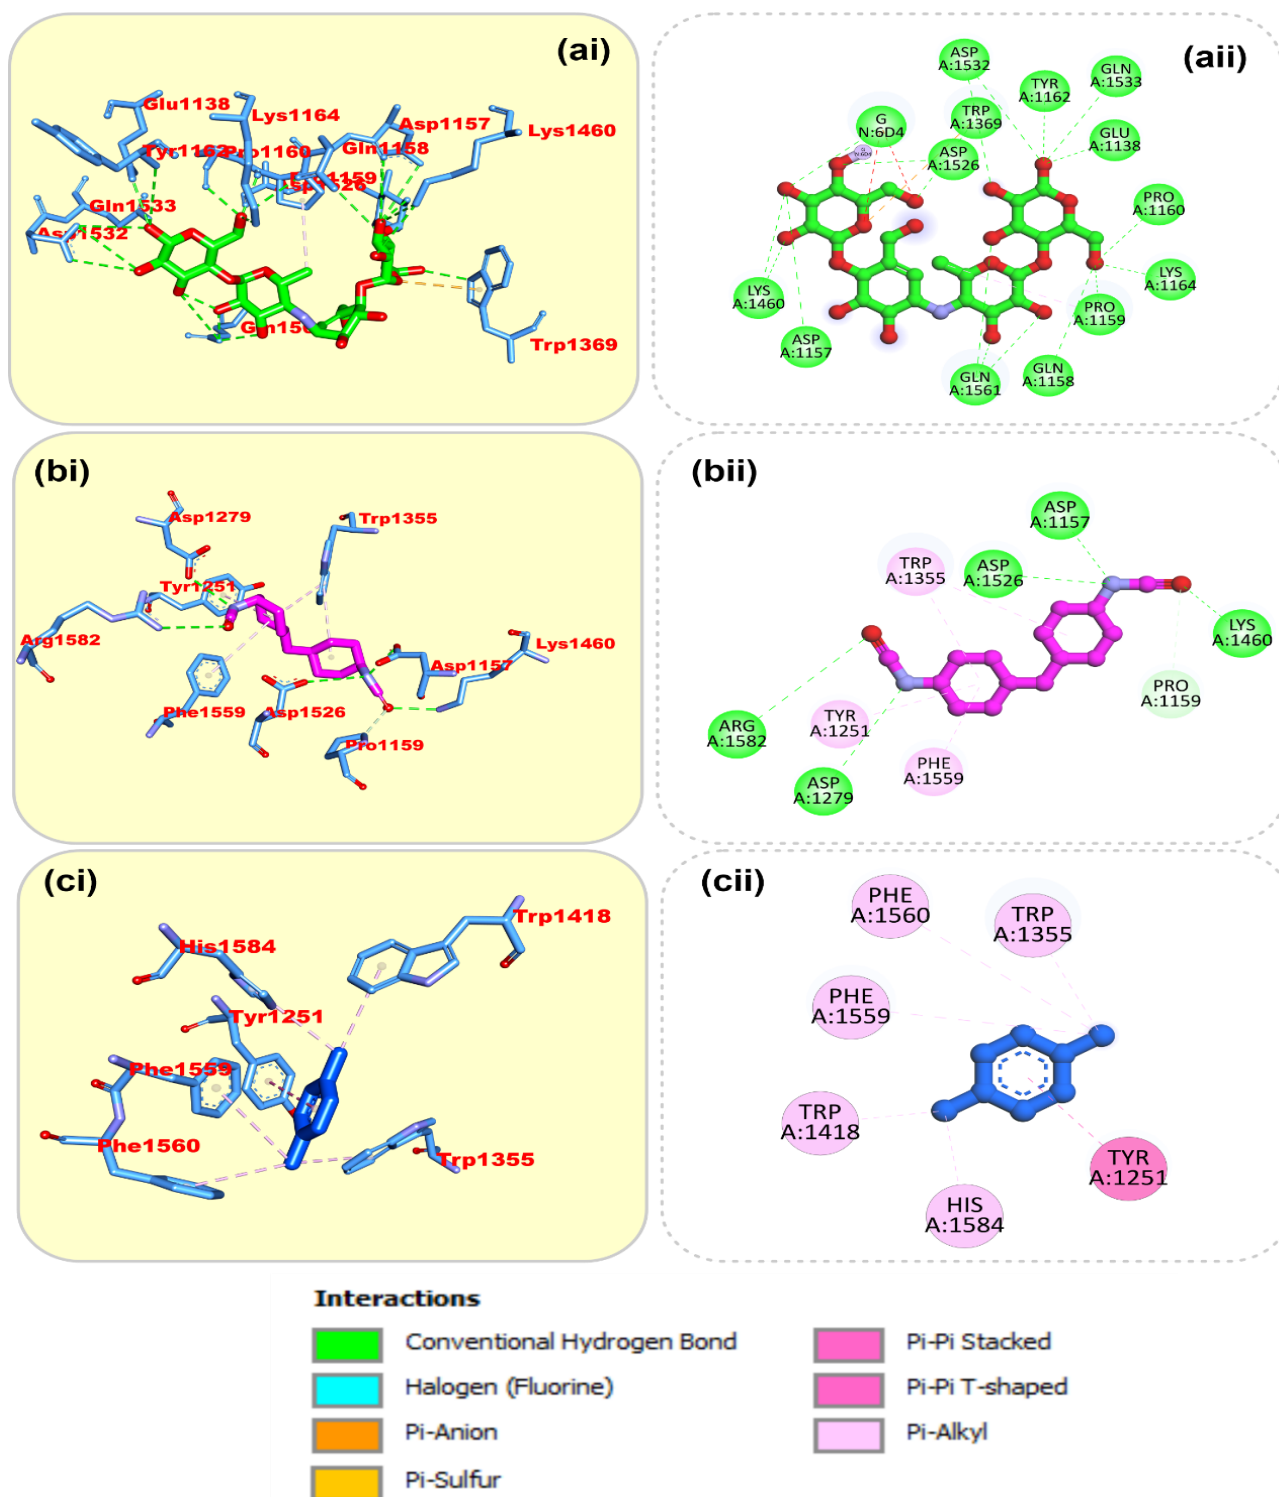 (ai)
Glu1138
Lys1164
Asp1157
Lys1460
Tyr1162
Pro1160
Gln1158
Gln1533
Asp1532
Trp1369
(aii)
ASP
A:1532
TYR
A:1162
GLN
A:1533
G
N:6D4
TRP
A:1369
GLU
A:1138
ASP
A:1526
PRO
A:1160
LYS
A:1460
LYS
A:1164
PRO
A:1159
ASP
A:1157
GLN
A:1561
GLN
A:1158
(bi)
Asp1279
Trp1355
Tyr1251
Arg1582
Lys1460
Asp1157
Phe1559
Asp1526
Pro1159
(bii)
ASP
A:1157
TRP
A:1355
ASP
A:1526
LYS
A:1460
PRO
A:1159
ARG
A:1582
TYR
A:1251
PHE
A:1559
ASP
A:1279
(ci)
Trp1418
His1584
Tyr1251
Phe1559
Phe1560
Trp1355
(cii)
PHE
A:1560
TRP
A:1355
PHE
A:1559
TRP
A:1418
TYR
A:1251
HIS
A:1584
Interactions
Conventional Hydrogen Bond
Halogen (Fluorine)
Pi-Anion
Pi-Sulfur
Pi-Pi Stacked
Pi-Pi T-shaped
Pi-Alkyl